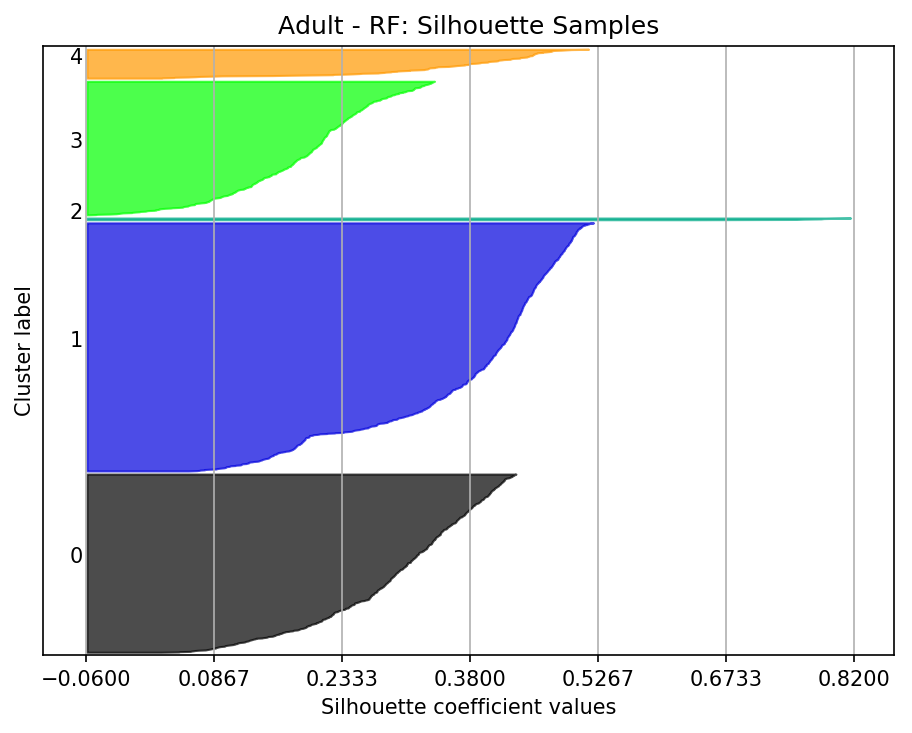 Adult - RF: Silhouette Samples
4
3
2
1
0
Cluster label
−0.0600 0.0867 0.2333 0.3800 0.5267 0.6733 0.8200
Silhouette coefficient values